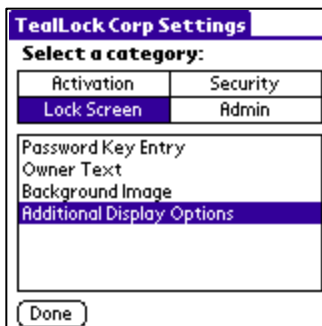 TealLock Corp Settings
Select a category:
Activation Security
Lock Screen Admin
Password Key Entry
Owner Text
Background Image
Additional Display Options
Done